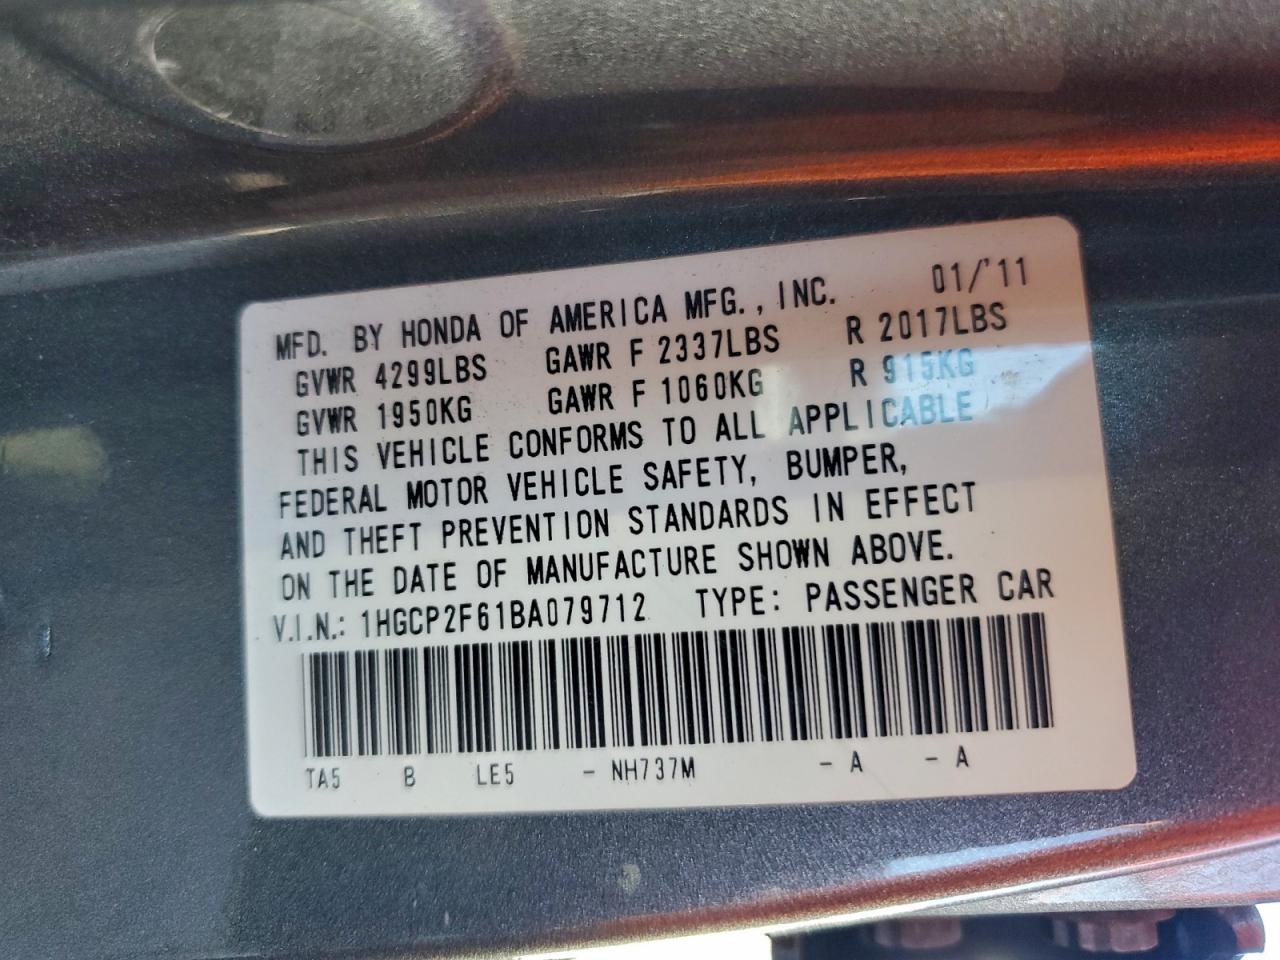 MFD. BY HONDA OF AMERICA MFG., INC. 01/'11
GVWR 4299LBS GAWR F 2337LBS R 2017LBS
GVWR 1950KG GAWR F 1060KG R 915KG
THIS VEHICLE CONFORMS TO ALL APPLICABLE
FEDERAL MOTOR VEHICLE SAFETY, BUMPER,
AND THEFT PREVENTION STANDARDS IN EFFECT
ON THE DATE OF MANUFACTURE SHOWN ABOVE.
V.I.N.: 1HGCP2F61BA079712 TYPE: PASSENGER CAR
TA5 B LE5 - NH737M - A - A